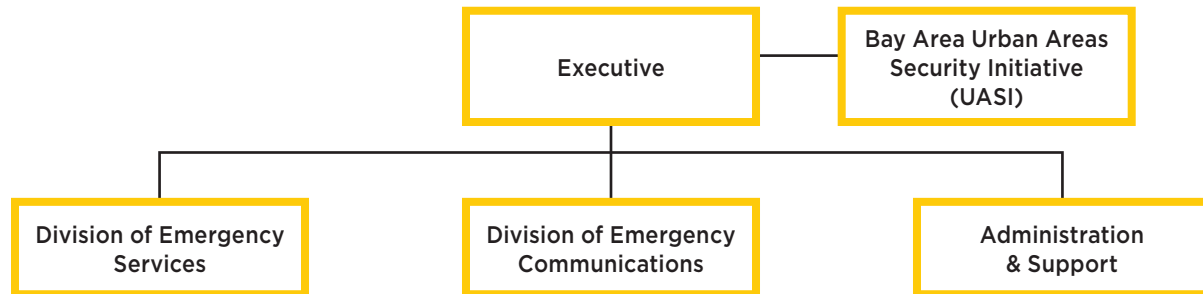 Executive
Bay Area Urban Areas
Security Initiative
(UASI)
Division of Emergency
Services
Division of Emergency
Communications
Administration
& Support